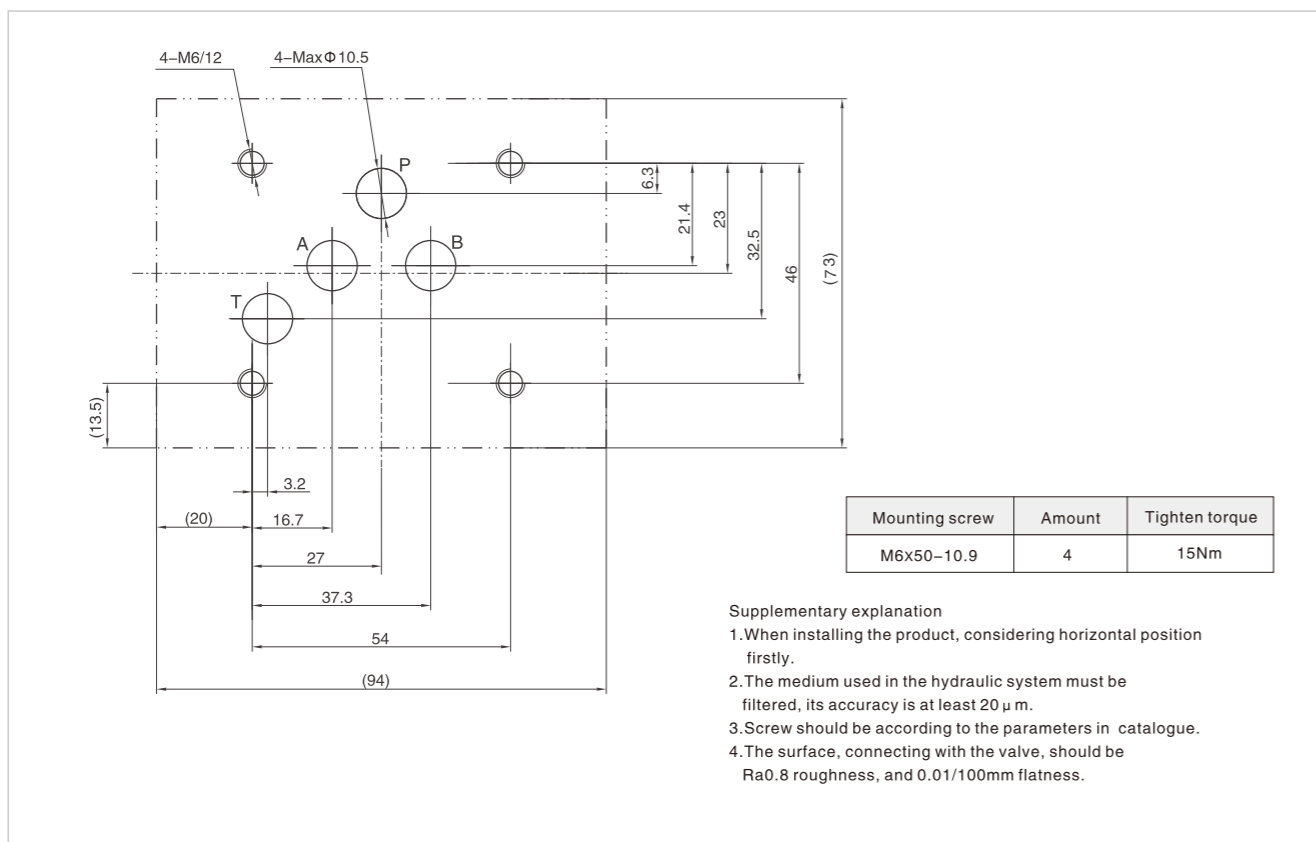 4–M6/12
4–MaxΦ10.5
P
A
B
T
6.3
21.4
23
32.5
46
(73)
(13.5)
3.2
(20)
16.7
27
37.3
54
(94)
Mounting screw Amount Tighten torque
M6x50–10.9 4 15Nm
Supplementary explanation
1.When installing the product, considering horizontal position
firstly.
2.The medium used in the hydraulic system must be
filtered, its accuracy is at least 20μm.
3.Screw should be according to the parameters in catalogue.
4.The surface, connecting with the valve, should be
Ra0.8 roughness, and 0.01/100mm flatness.